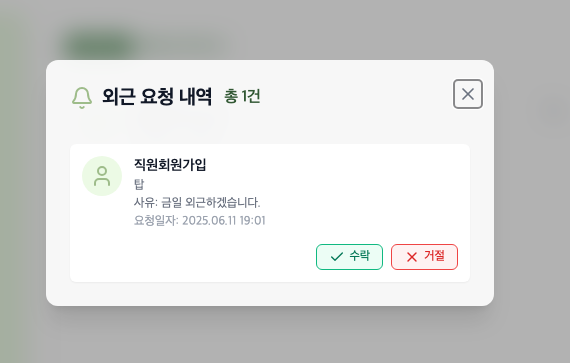 외근 요청 내역 총 1건
직원회원가입
탑
사유: 금일 외근하겠습니다.
요청일자: 2025.06.11 19:01
수락 거절